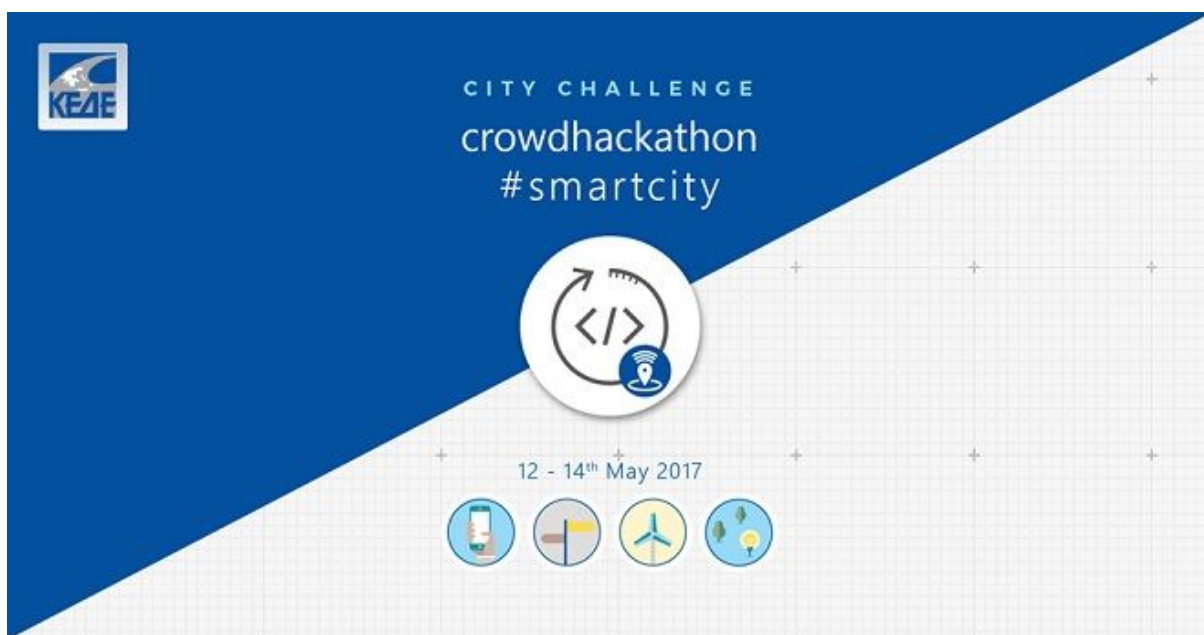 ΚΕΔΕ
CITY CHALLENGE
crowdhackathon
#smartcity
</>
12 - 14th May 2017